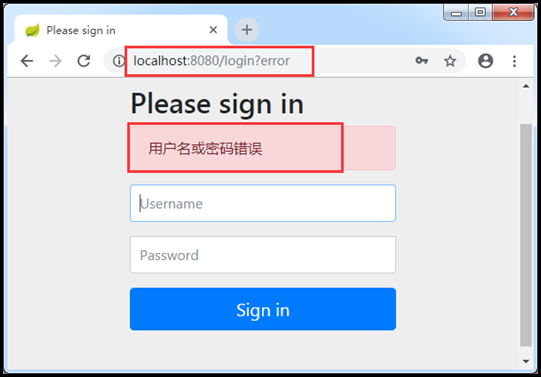 Please sign in
localhost:8080/login?error
Please sign in
用户名或密码错误
Username
Password
Sign in